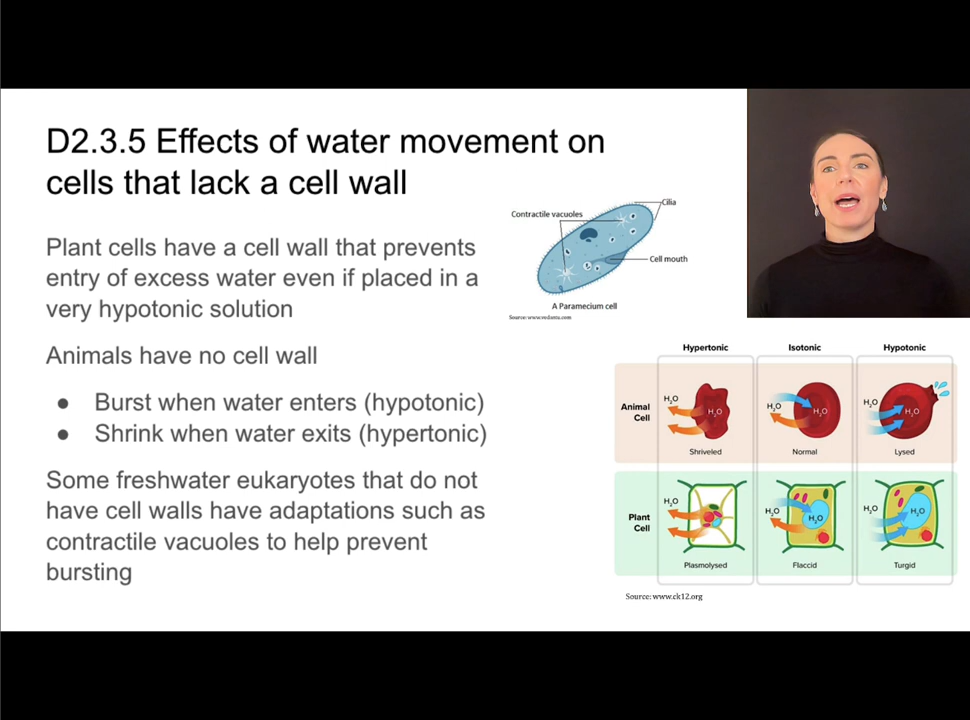 D2.3.5 Effects of water movement on
cells that lack a cell wall
Plant cells have a cell wall that prevents
entry of excess water even if placed in a
very hypotonic solution
Animals have no cell wall
● Burst when water enters (hypotonic)
● Shrink when water exits (hypertonic)
Some freshwater eukaryotes that do not
have cell walls have adaptations such as
contractile vacuoles to help prevent
bursting
Contractile vacuoles
Cilia
Cell mouth
A Paramecium cell
Source: www.vedantu.com
Hypertonic Isotonic Hypotonic
Animal
Cell
H₂O H₂O
H₂O H₂O
H₂O H₂O
Shriveled Normal Lysed
Plant
Cell
H₂O
H₂O H₂O
H₂O H₂O
Plasmolysed Flaccid Turgid
Source: www.ck12.org